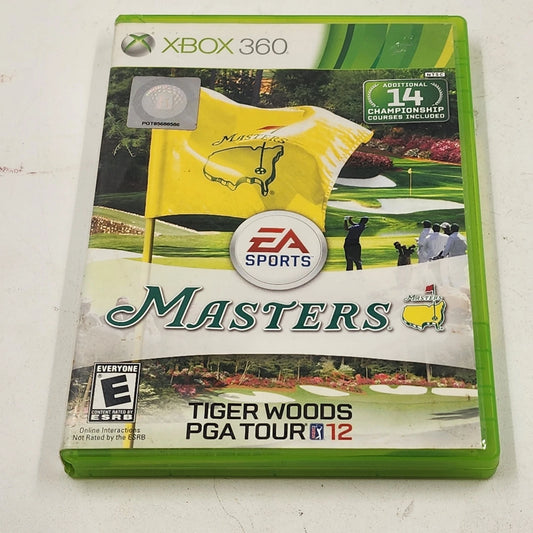 XBOX 360
NTSC
ADDITIONAL
14
CHAMPIONSHIP
COURSES INCLUDED
MASTERS
EA
SPORTS
MASTERS
MASTERS
EVERYONE
E
CONTENT RATED BY
ESRB
Online Interactions
Not Rated by the ESRB
TIGER WOODS
PGA TOUR 12